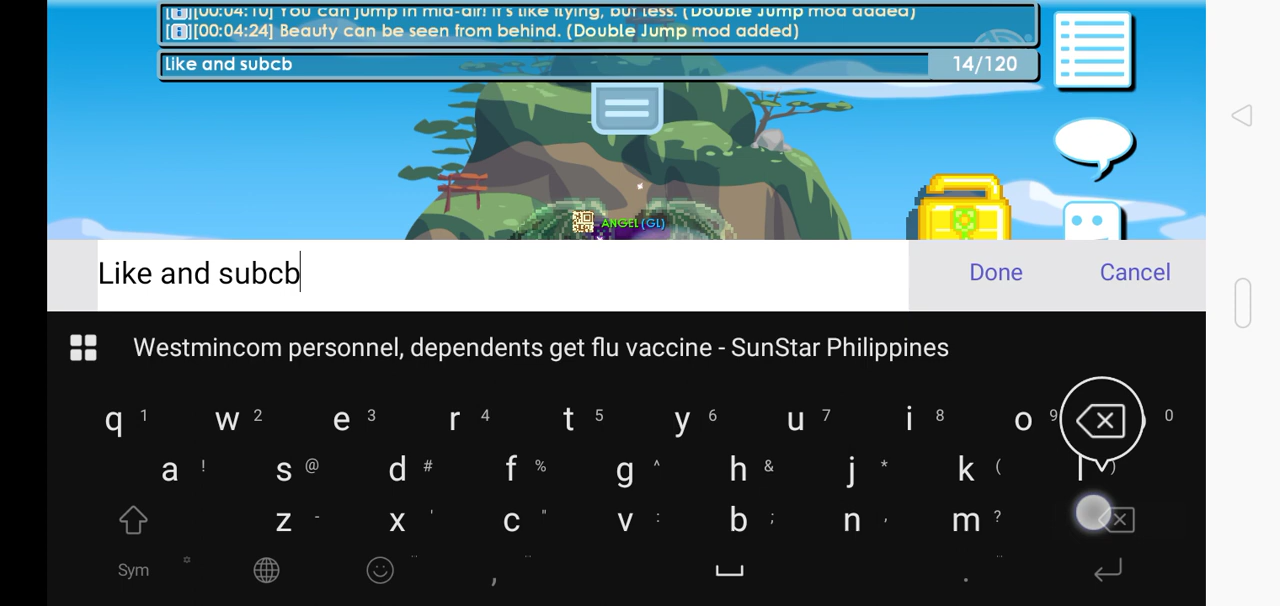 [i][00:04:10] You can jump in mid-air! It's like flying, but less. (Double Jump mod added)
[i][00:04:24] Beauty can be seen from behind. (Double Jump mod added)
like and subcb 14/120
ANGEL (GL)
Like and subcb Done Cancel
Westmincom personnel, dependents get flu vaccine - SunStar Philippines
q 1 w 2 e 3 r 4 t 5 y 6 u 7 i 8 o 9 0
a ! s @ d # f % g ^ h & j * k ( l )
z - x ' c " v : b ; n , m ?
Sym , .